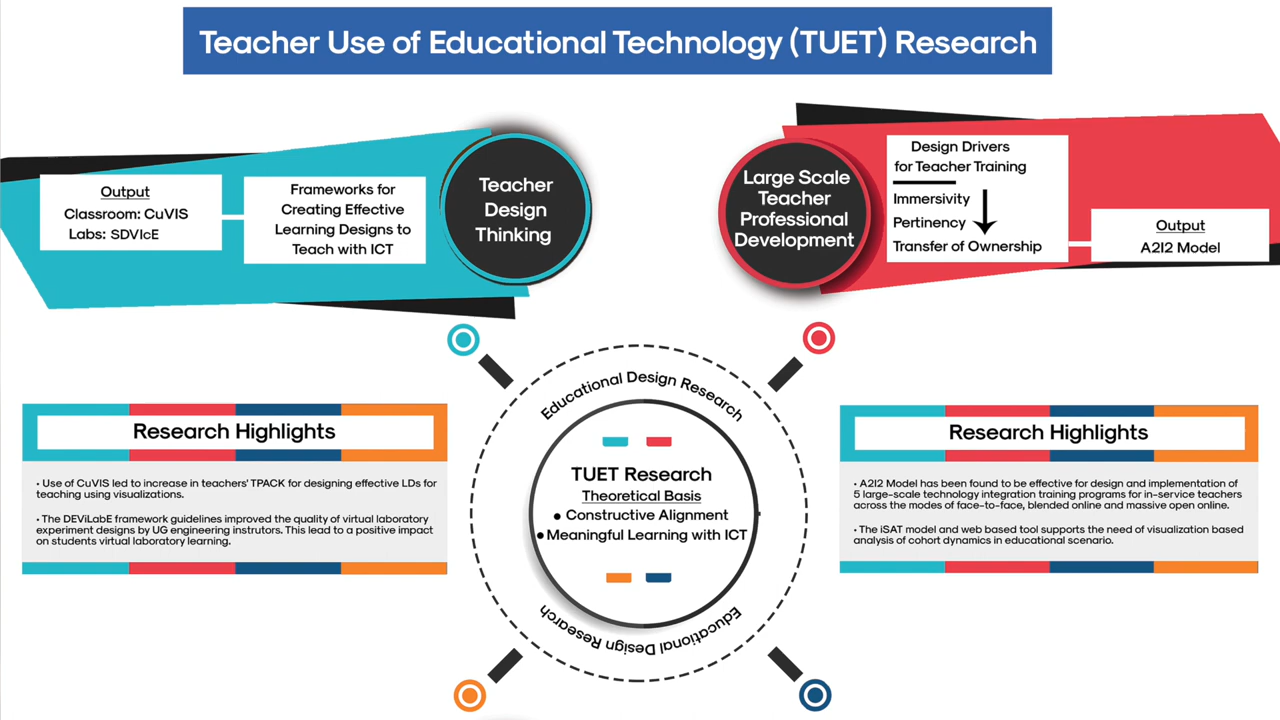 Teacher Use of Educational Technology (TUET) Research
Output
Classroom: CuVIS
Labs: SDVIcE
Frameworks for
Creating Effective
Learning Designs to
Teach with ICT
Teacher
Design
Thinking
Large Scale
Teacher
Professional
Development
Design Drivers
for Teacher Training
Immersivity
Pertinency
Transfer of Ownership
Output
A2I2 Model
Research Highlights
• Use of CuVIS led to increase in teachers' TPACK for designing effective LDs for
teaching using visualizations.
• The DEViLabE framework guidelines improved the quality of virtual laboratory
experiment designs by UG engineering instrutors. This lead to a positive impact
on students virtual laboratory learning.
Educational Design Research
TUET Research
Theoretical Basis
• Constructive Alignment
• Meaningful Learning with ICT
Educational Design Research
Research Highlights
• A2I2 Model has been found to be effective for design and implementation of
5 large-scale technology integration training programs for in-service teachers
across the modes of face-to-face, blended online and massive open online.
• The iSAT model and web based tool supports the need of visualization based
analysis of cohort dynamics in educational scenario.